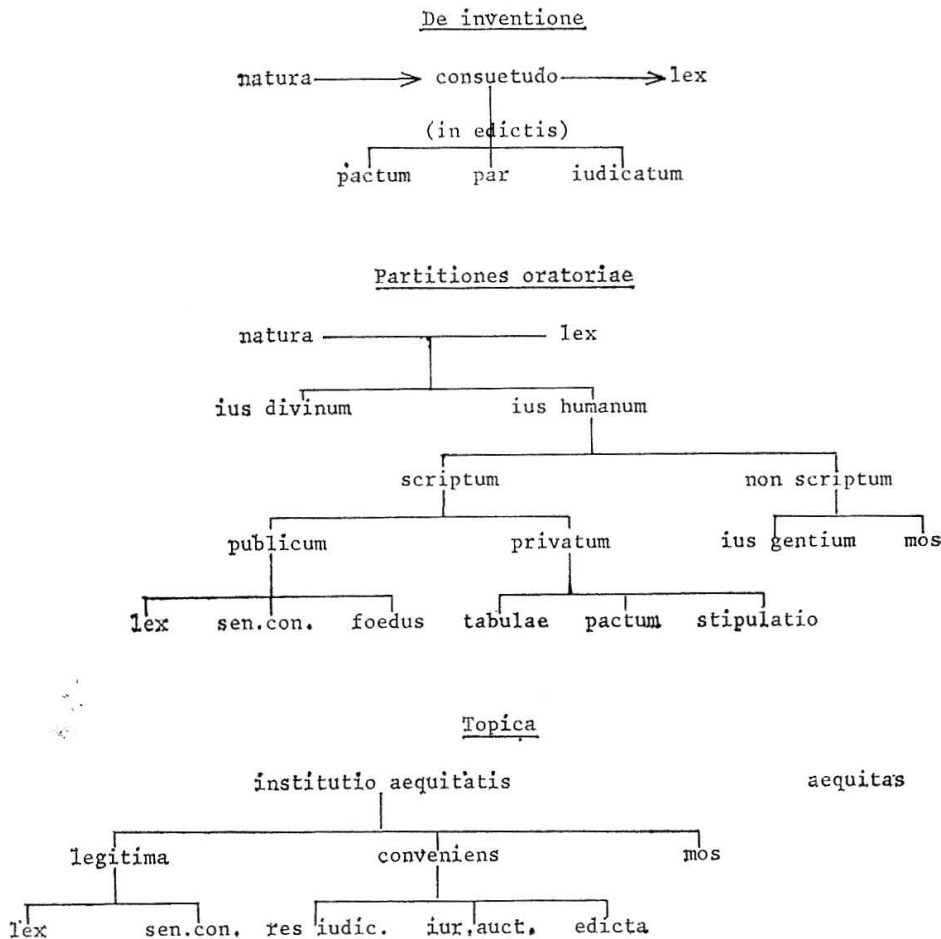 De inventione
natura consuetudo lex
(in edictis)
pactum par iudicatum
Partitiones oratoriae
natura lex
ius divinum ius humanum
scriptum non scriptum
publicum privatum ius gentium mos
lex sen.con. foedus tabulae pactum stipulatio
Topica
institutio aequitatis aequitas
legitima conveniens mos
lex sen.con. res iudic. iur.auct. edicta